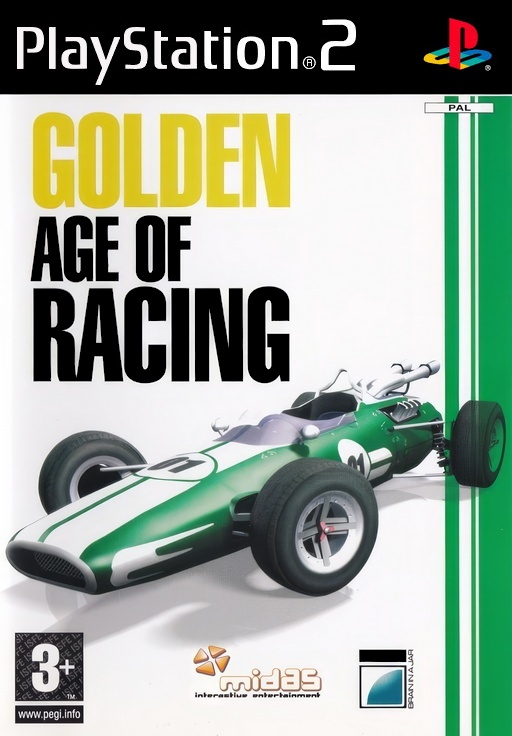 PlayStation®2
®
PAL
GOLDEN
AGE OF
RACING
01
01
3+
TM
www.pegi.info
midas
interactive entertainment
BRAIN IN A JAR